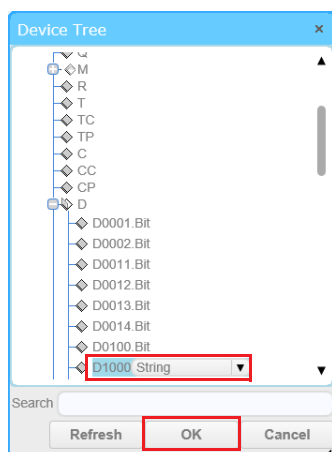 Device Tree ×
Q
M
R
T
TC
TP
C
CC
CP
D
D0001.Bit
D0002.Bit
D0011.Bit
D0012.Bit
D0013.Bit
D0014.Bit
D0100.Bit
D1000 String
Search
Refresh OK Cancel